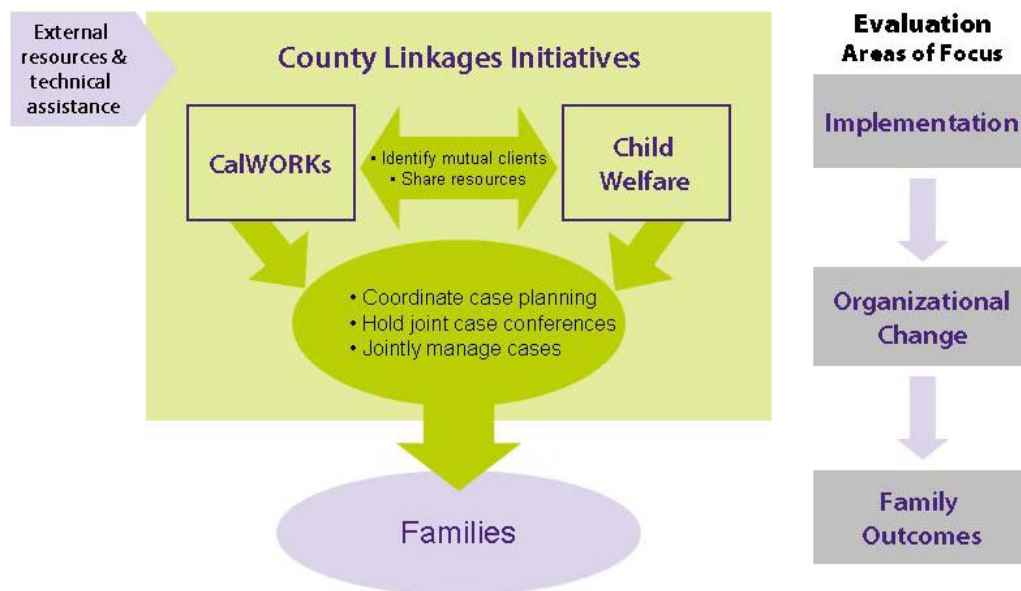 External
resources &
technical
assistance
County Linkages Initiatives
CalWORKs
• Identify mutual clients
• Share resources
Child
Welfare
• Coordinate case planning
• Hold joint case conferences
• Jointly manage cases
Families
Evaluation
Areas of Focus
Implementation
Organizational
Change
Family
Outcomes